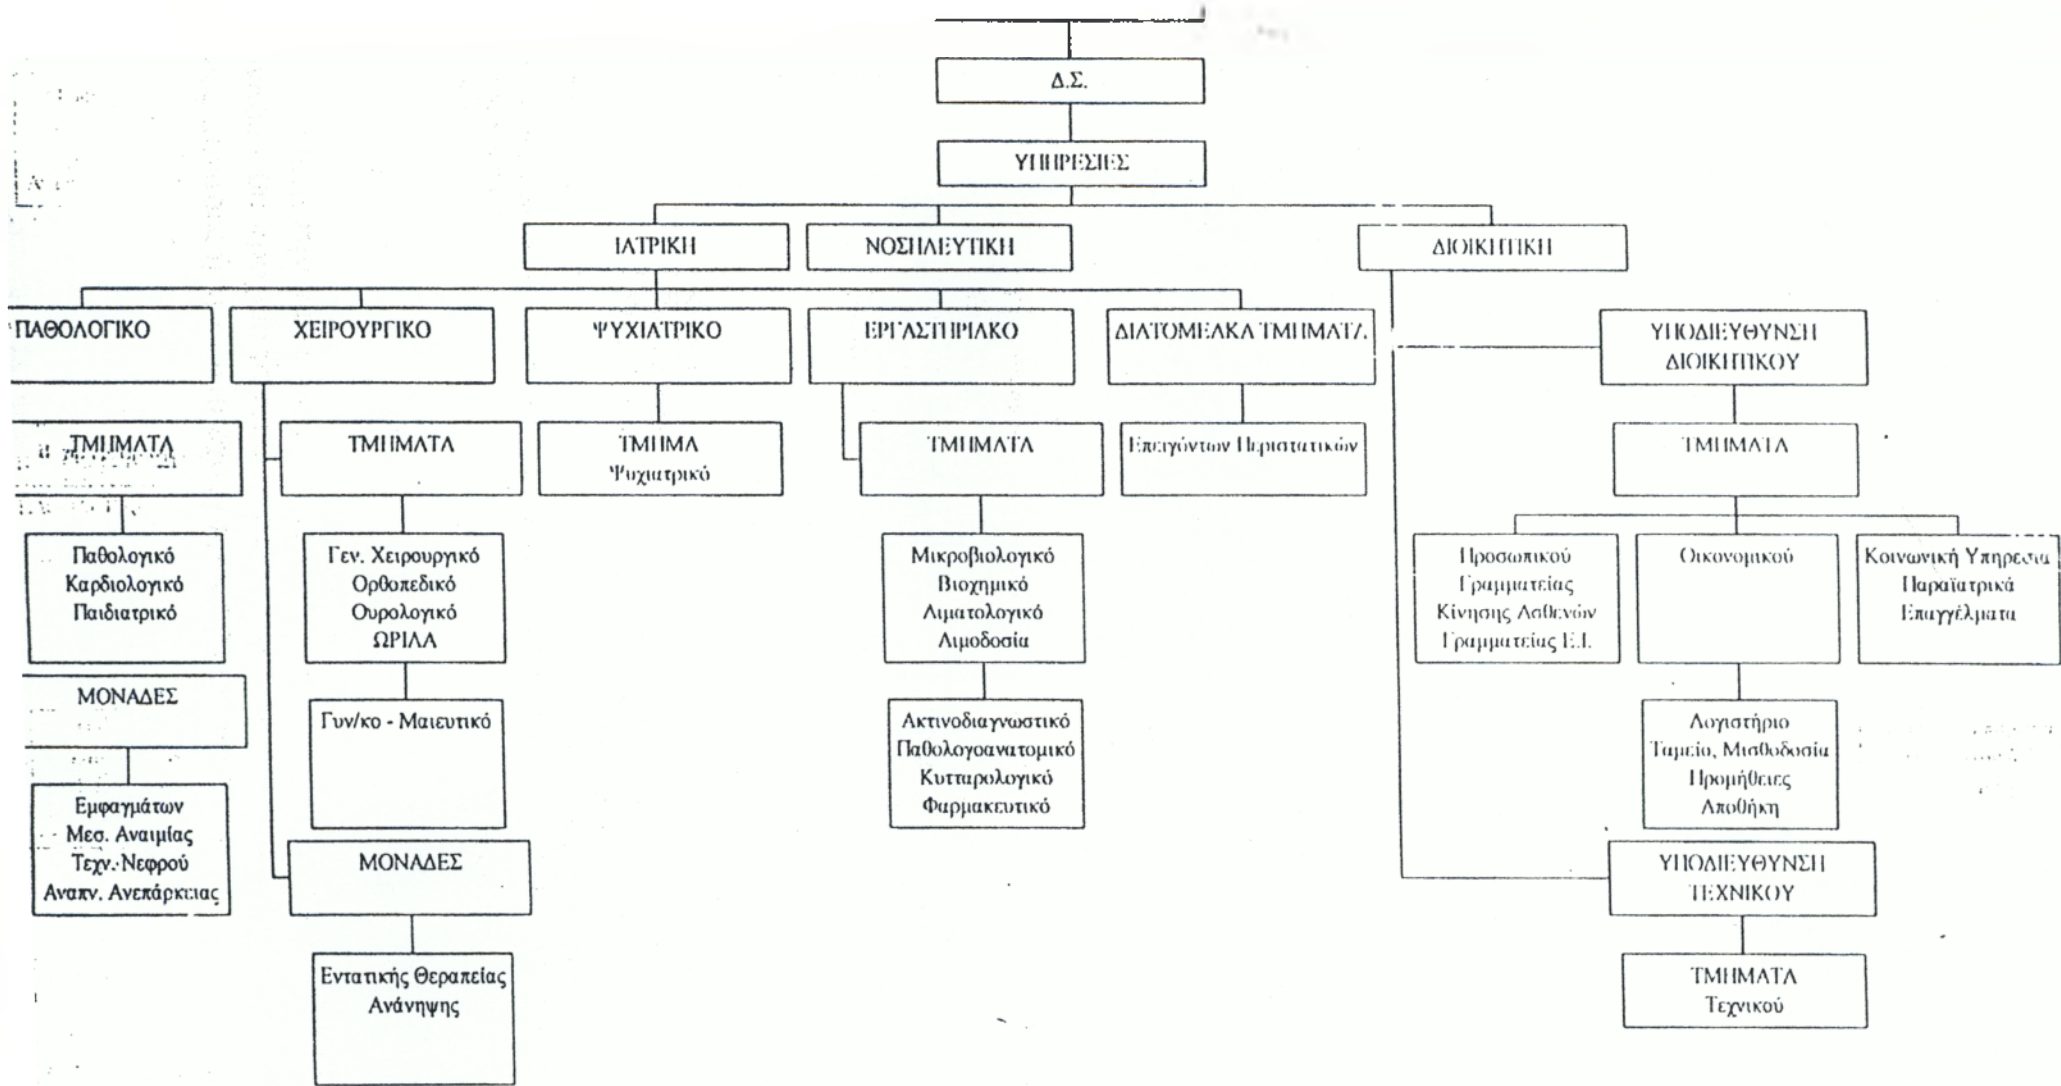 Δ.Σ.
ΥΠΗΡΕΣΙΕΣ
ΙΑΤΡΙΚΗ
ΝΟΣΗΛΕΥΤΙΚΗ
ΔΙΟΙΚΗΤΙΚΗ
ΠΑΘΟΛΟΓΙΚΟ
ΧΕΙΡΟΥΡΓΙΚΟ
ΨΥΧΙΑΤΡΙΚΟ
ΕΡΓΑΣΤΗΡΙΑΚΟ
ΔΙΑΤΟΜΕΑΚΑ ΤΜΗΜΑΤΑ
ΥΠΟΔΙΕΥΘΥΝΣΗ
ΔΙΟΙΚΗΤΙΚΟΥ
ΤΜΗΜΑΤΑ
ΤΜΗΜΑΤΑ
ΤΜΗΜΑ
Ψυχιατρικό
ΤΜΗΜΑΤΑ
Επειγόντων Περιστατικών
ΤΜΗΜΑΤΑ
Παθολογικό
Καρδιολογικό
Παιδιατρικό
Γεν. Χειρουργικό
Ορθοπεδικό
Ουρολογικό
ΩΡΙΛΑ
Μικροβιολογικό
Βιοχημικό
Αιματολογικό
Αιμοδοσία
Προσωπικού
Γραμματείας
Κίνησης Ασθενών
Γραμματείας Ε.Ι.
Οικονομικού
Κοινωνική Υπηρεσια
Παραϊατρικά
Επαγγέλματα
ΜΟΝΑΔΕΣ
Γυν/κο - Μαιευτικό
Ακτινοδιαγνωστικό
Παθολογοανατομικό
Κυτταρολογικό
Φαρμακευτικό
Λογιστήριο
Ταμείο, Μισθοδοσία
Προμήθειες
Αποθήκη
Εμφαγμάτων
Μεσ. Αναιμίας
Τεχν. Νεφρού
Αναπν. Ανεπάρκειας
ΜΟΝΑΔΕΣ
ΥΠΟΔΙΕΥΘΥΝΣΗ
ΤΕΧΝΙΚΟΥ
Εντατικής Θεραπείας
Ανάνηψης
ΤΜΗΜΑΤΑ
Τεχνικού